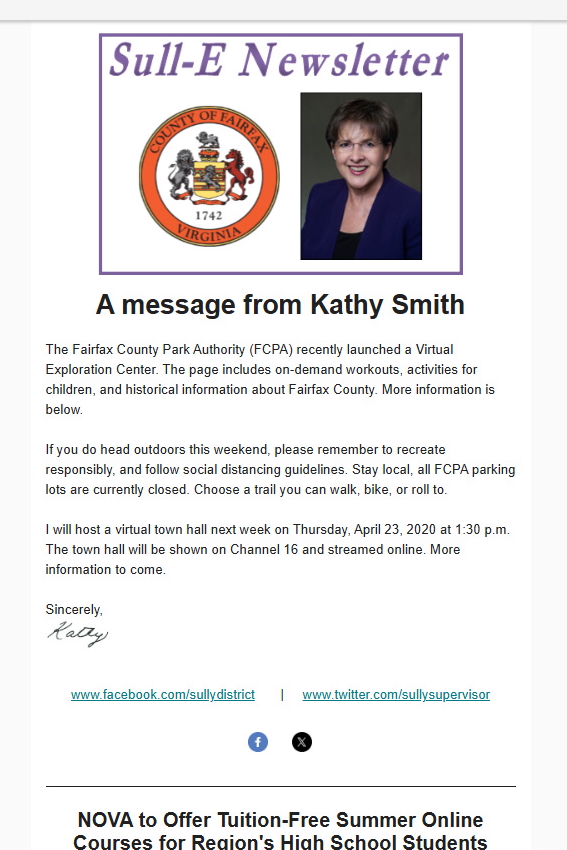 Sull-E Newsletter
COUNTY OF FAIRFAX
1742
VIRGINIA
A message from Kathy Smith
The Fairfax County Park Authority (FCPA) recently launched a Virtual
Exploration Center. The page includes on-demand workouts, activities for
children, and historical information about Fairfax County. More information is
below.
If you do head outdoors this weekend, please remember to recreate
responsibly, and follow social distancing guidelines. Stay local, all FCPA parking
lots are currently closed. Choose a trail you can walk, bike, or roll to.
I will host a virtual town hall next week on Thursday, April 23, 2020 at 1:30 p.m.
The town hall will be shown on Channel 16 and streamed online. More
information to come.
Sincerely,
Kathy
www.facebook.com/sullydistrict | www.twitter.com/sullysupervisor
NOVA to Offer Tuition-Free Summer Online
Courses for Region's High School Students